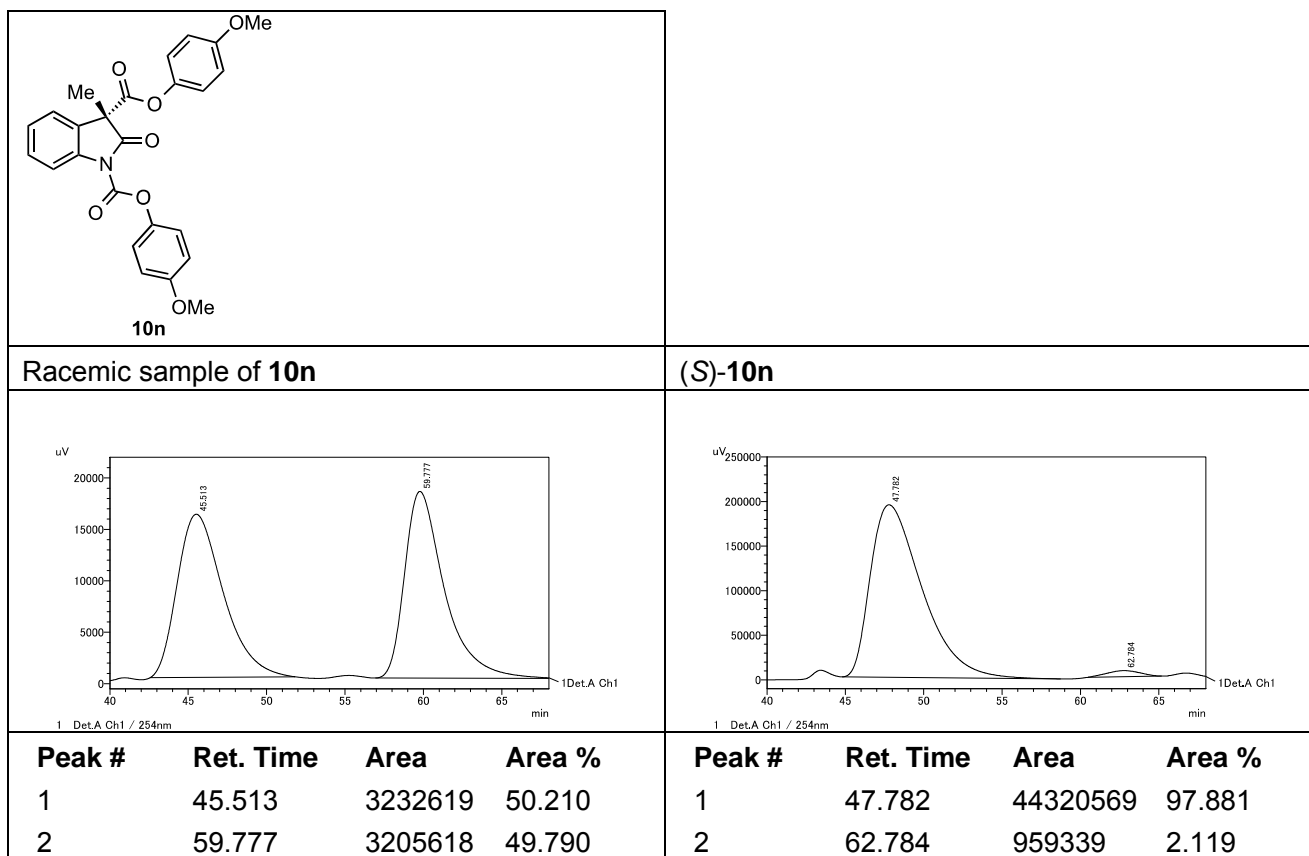 OMe
O
Me
O
O
N
O
O
OMe
10n
Racemic sample of 10n
(S)-10n
uV
20000
15000
10000
5000
0
45.513
59.777
40 45 50 55 60 65
min
1Det.A Ch1
1 Det.A Ch1 / 254nm
uV
250000
200000
150000
100000
50000
0
47.782
62.784
40 45 50 55 60 65
min
1Det.A Ch1
1 Det.A Ch1 / 254nm
Peak # Ret. Time Area Area %
1 45.513 3232619 50.210
2 59.777 3205618 49.790
Peak # Ret. Time Area Area %
1 47.782 44320569 97.881
2 62.784 959339 2.119